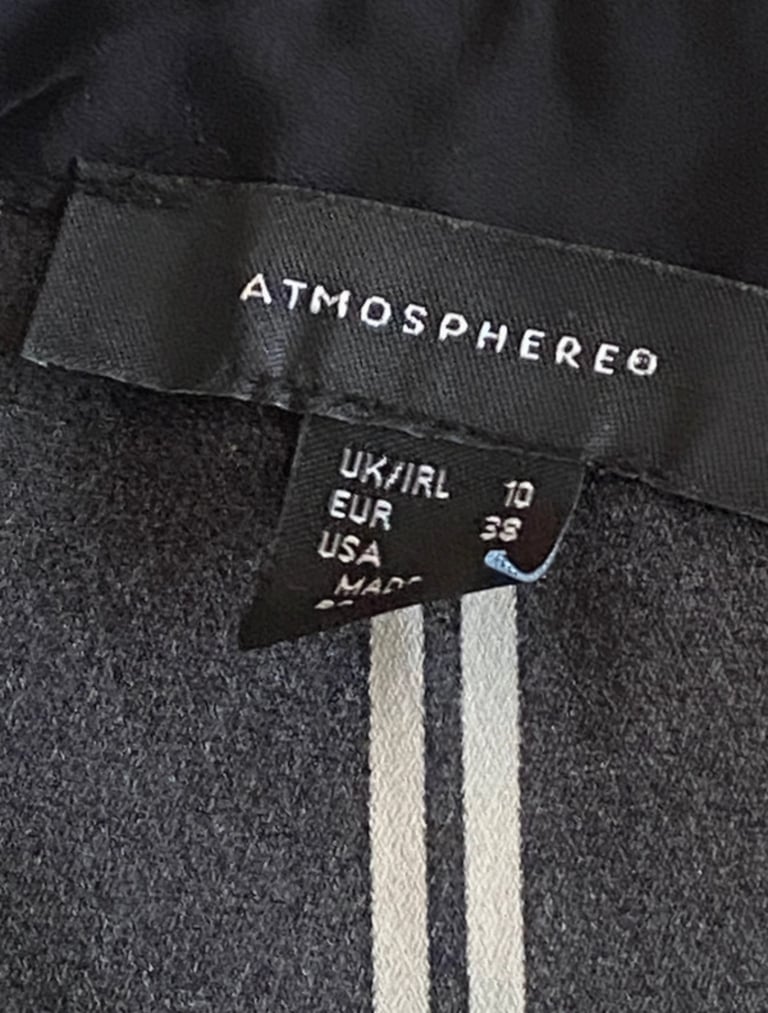 ATMOSPHERE®
UK/IRL 10
EUR 38
USA